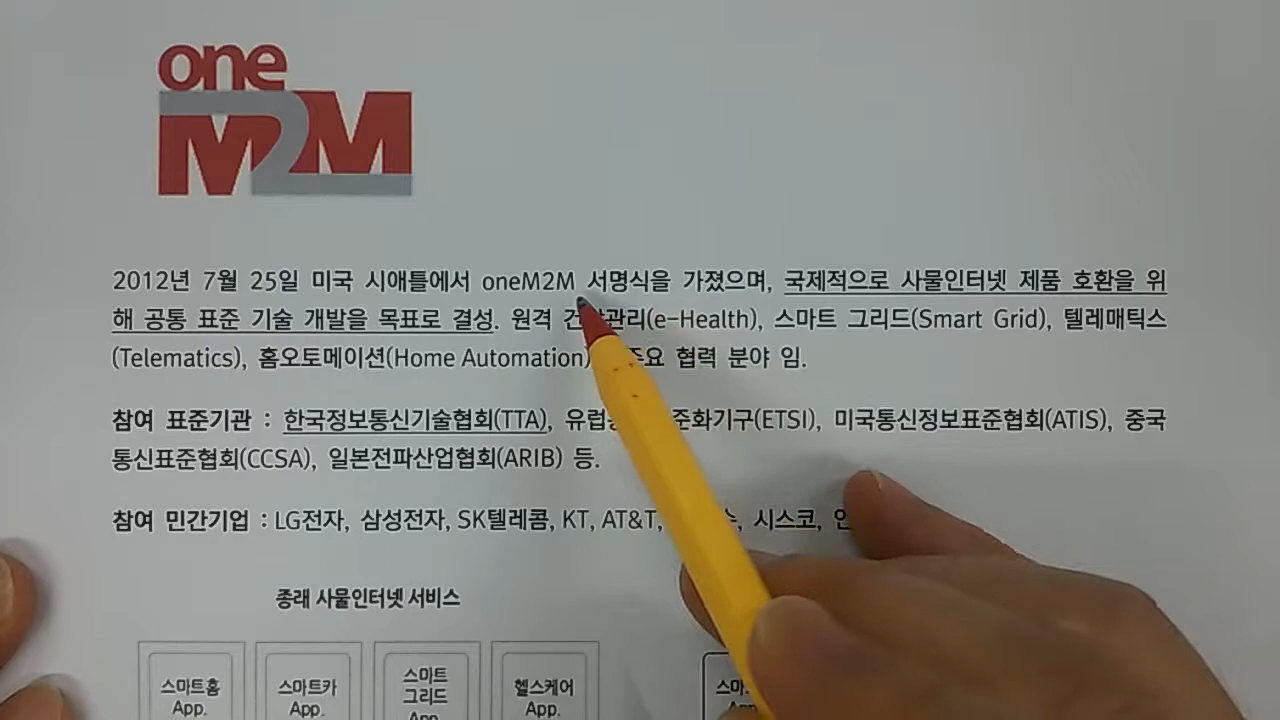 one
M2M
2012년 7월 25일 미국 시애틀에서 oneM2M 서명식을 가졌으며, 국제적으로 사물인터넷 제품 호환을 위
해 공통 표준 기술 개발을 목표로 결성. 원격 관리(e-Health), 스마트 그리드(Smart Grid), 텔레매틱스
(Telematics), 홈오토메이션(Home Automation) 주요 협력 분야 임.
참여 표준기관 : 한국정보통신기술협회(TTA), (ETSI), 미국통신정보표준협회(ATIS), 중국
통신표준협회(CCSA), 일본전파산업협회(ARIB) 등.
참여 민간기업 : LG전자, 삼성전자, SK텔레콤, KT, AT&T, 시스코,
종래 사물인터넷 서비스
스마트홈 스마트카 스마트 헬스케어
App. App. 그리드 App.
App.